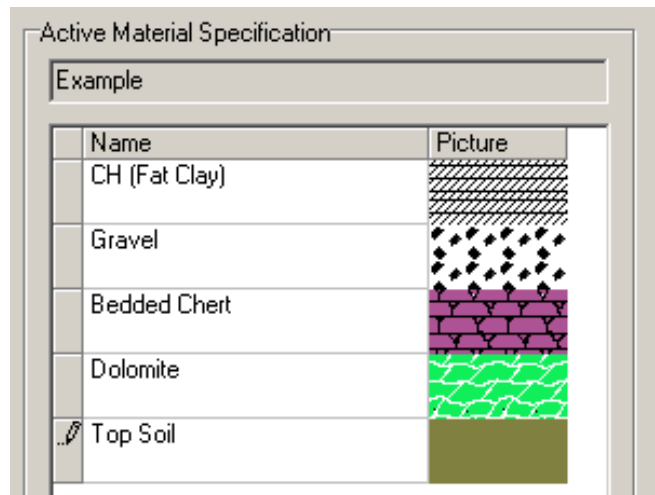 Active Material Specification
Example
Name Picture
CH (Fat Clay)
Gravel
Bedded Chert
Dolomite
Top Soil